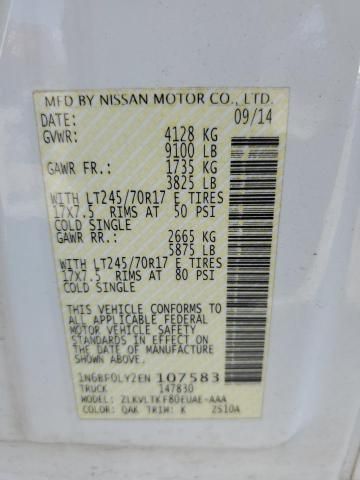 MFD BY NISSAN MOTOR CO., LTD.
DATE: 09/14
GVWR: 4128 KG
9100 LB
GAWR FR.: 1735 KG
3825 LB
WITH LT245/70R17 E TIRES
17X7.5 RIMS AT 50 PSI
COLD SINGLE
GAWR RR.: 2665 KG
5875 LB
WITH LT245/70R17 E TIRES
17X7.5 RIMS AT 80 PSI
COLD SINGLE
THIS VEHICLE CONFORMS TO
ALL APPLICABLE FEDERAL
MOTOR VEHICLE SAFETY
STANDARDS IN EFFECT ON
THE DATE OF MANUFACTURE
SHOWN ABOVE.
1N6BF0LY2EN 107583
TRUCK 147830
ZLKVLTKF80EUAE-AAA
COLOR: QAK TRIM: K 2S10A